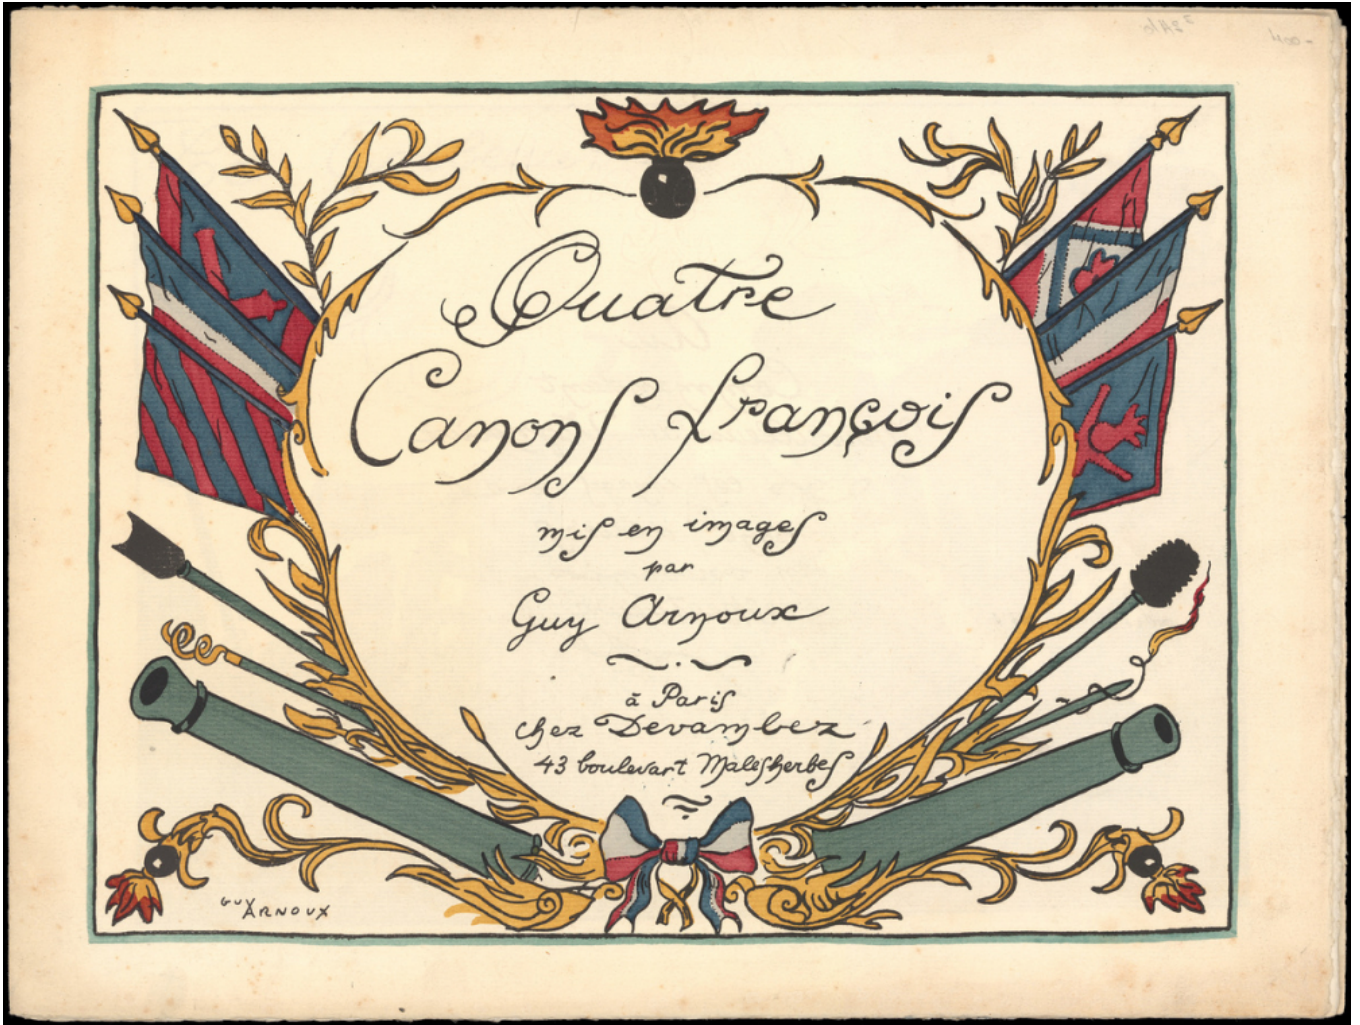 Quatre
Canons françois
mis en images
par
Guy Arnoux
à Paris
chez Devambez
43 boulevart Malesherbes
GUY
ARNOUX